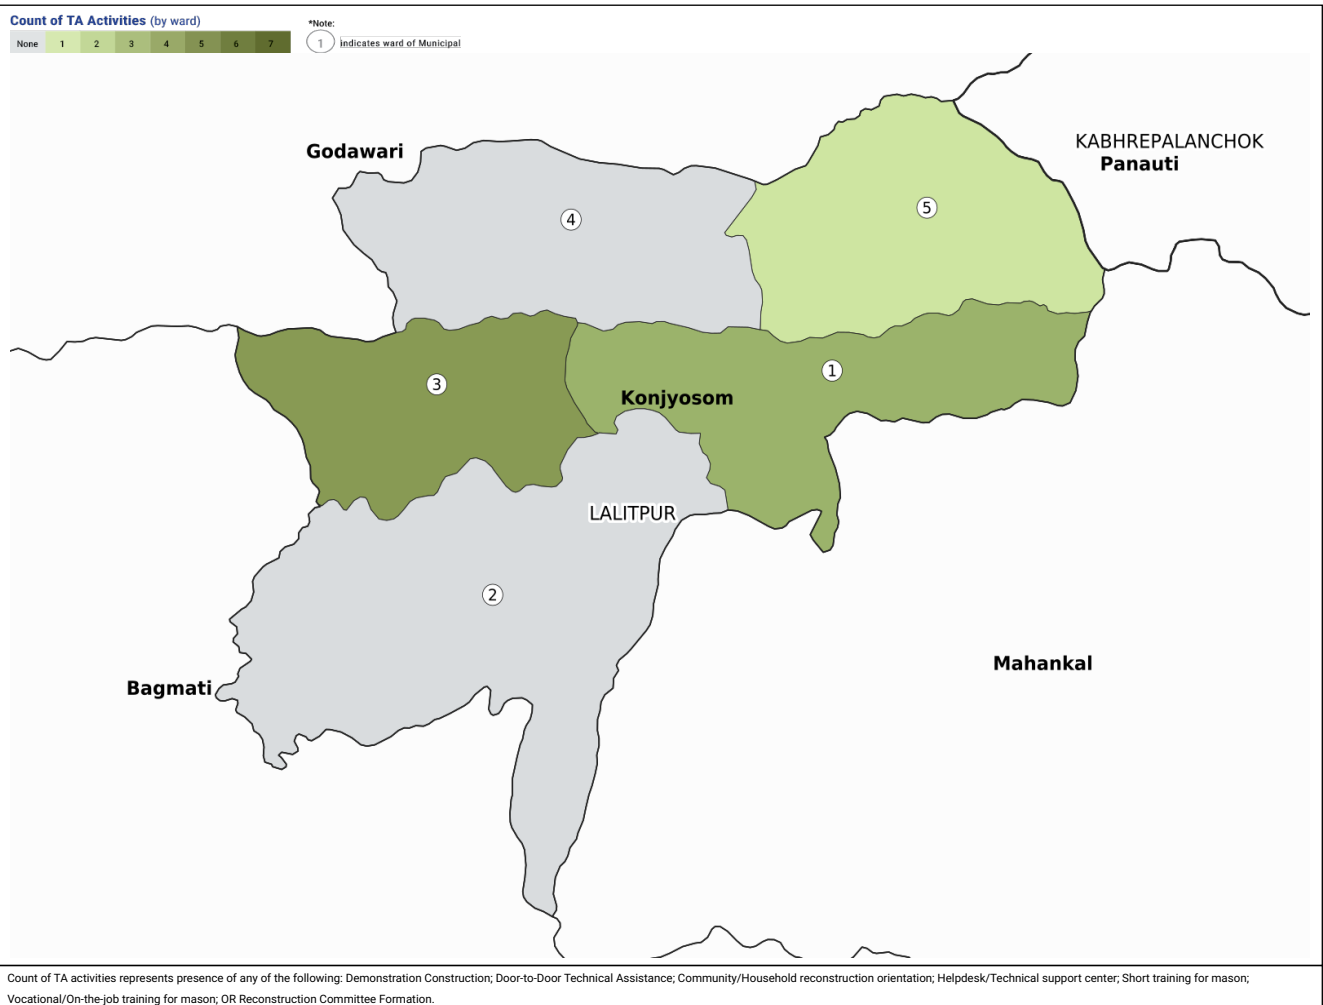 Count of TA Activities (by ward)
*Note:
None 1 2 3 4 5 6 7
1 indicates ward of Municipal
KABHREPALANCHOK
Godawari
Panauti
5
4
1
3
Konjyosom
LALITPUR
2
Mahankal
Bagmati
Count of TA activities represents presence of any of the following: Demonstration Construction; Door-to-Door Technical Assistance; Community/Household reconstruction orientation; Helpdesk/Technical support center; Short training for mason;
Vocational/On-the-job training for mason; OR Reconstruction Committee Formation.